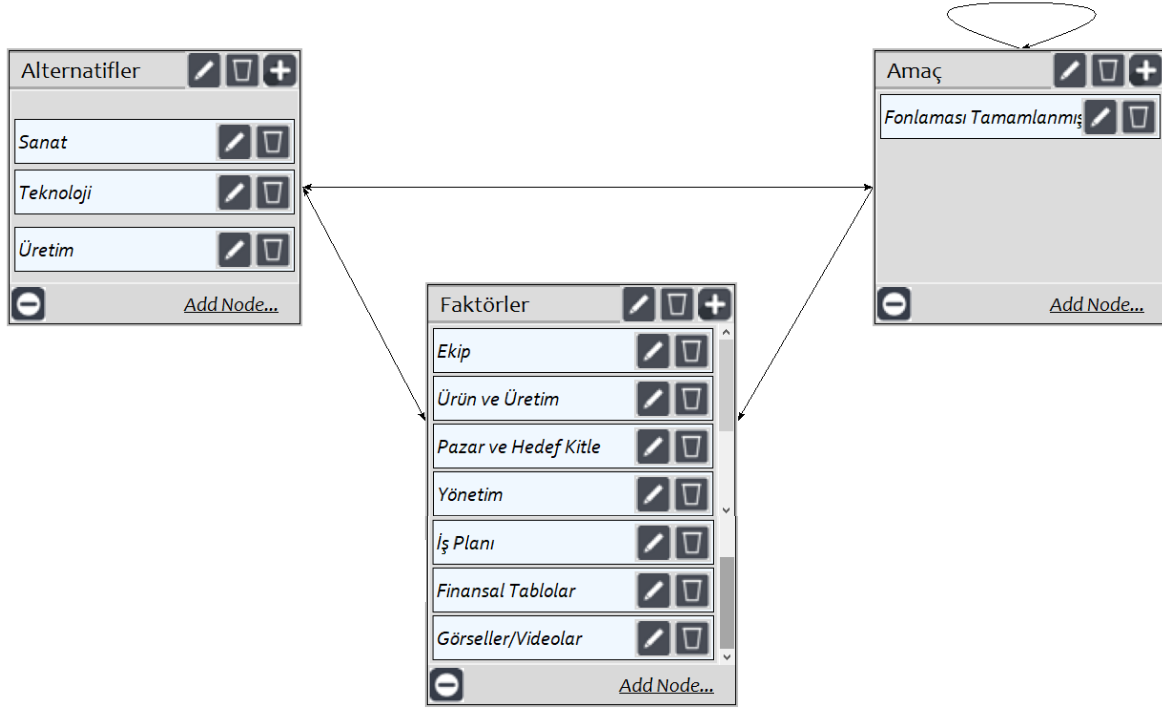 Alternatifler
Sanat
Teknoloji
Üretim
Add Node...
Amaç
Fonlaması Tamamlanmış
Add Node...
Faktörler
Ekip
Ürün ve Üretim
Pazar ve Hedef Kitle
Yönetim
İş Planı
Finansal Tablolar
Görseller/Videolar
Add Node...